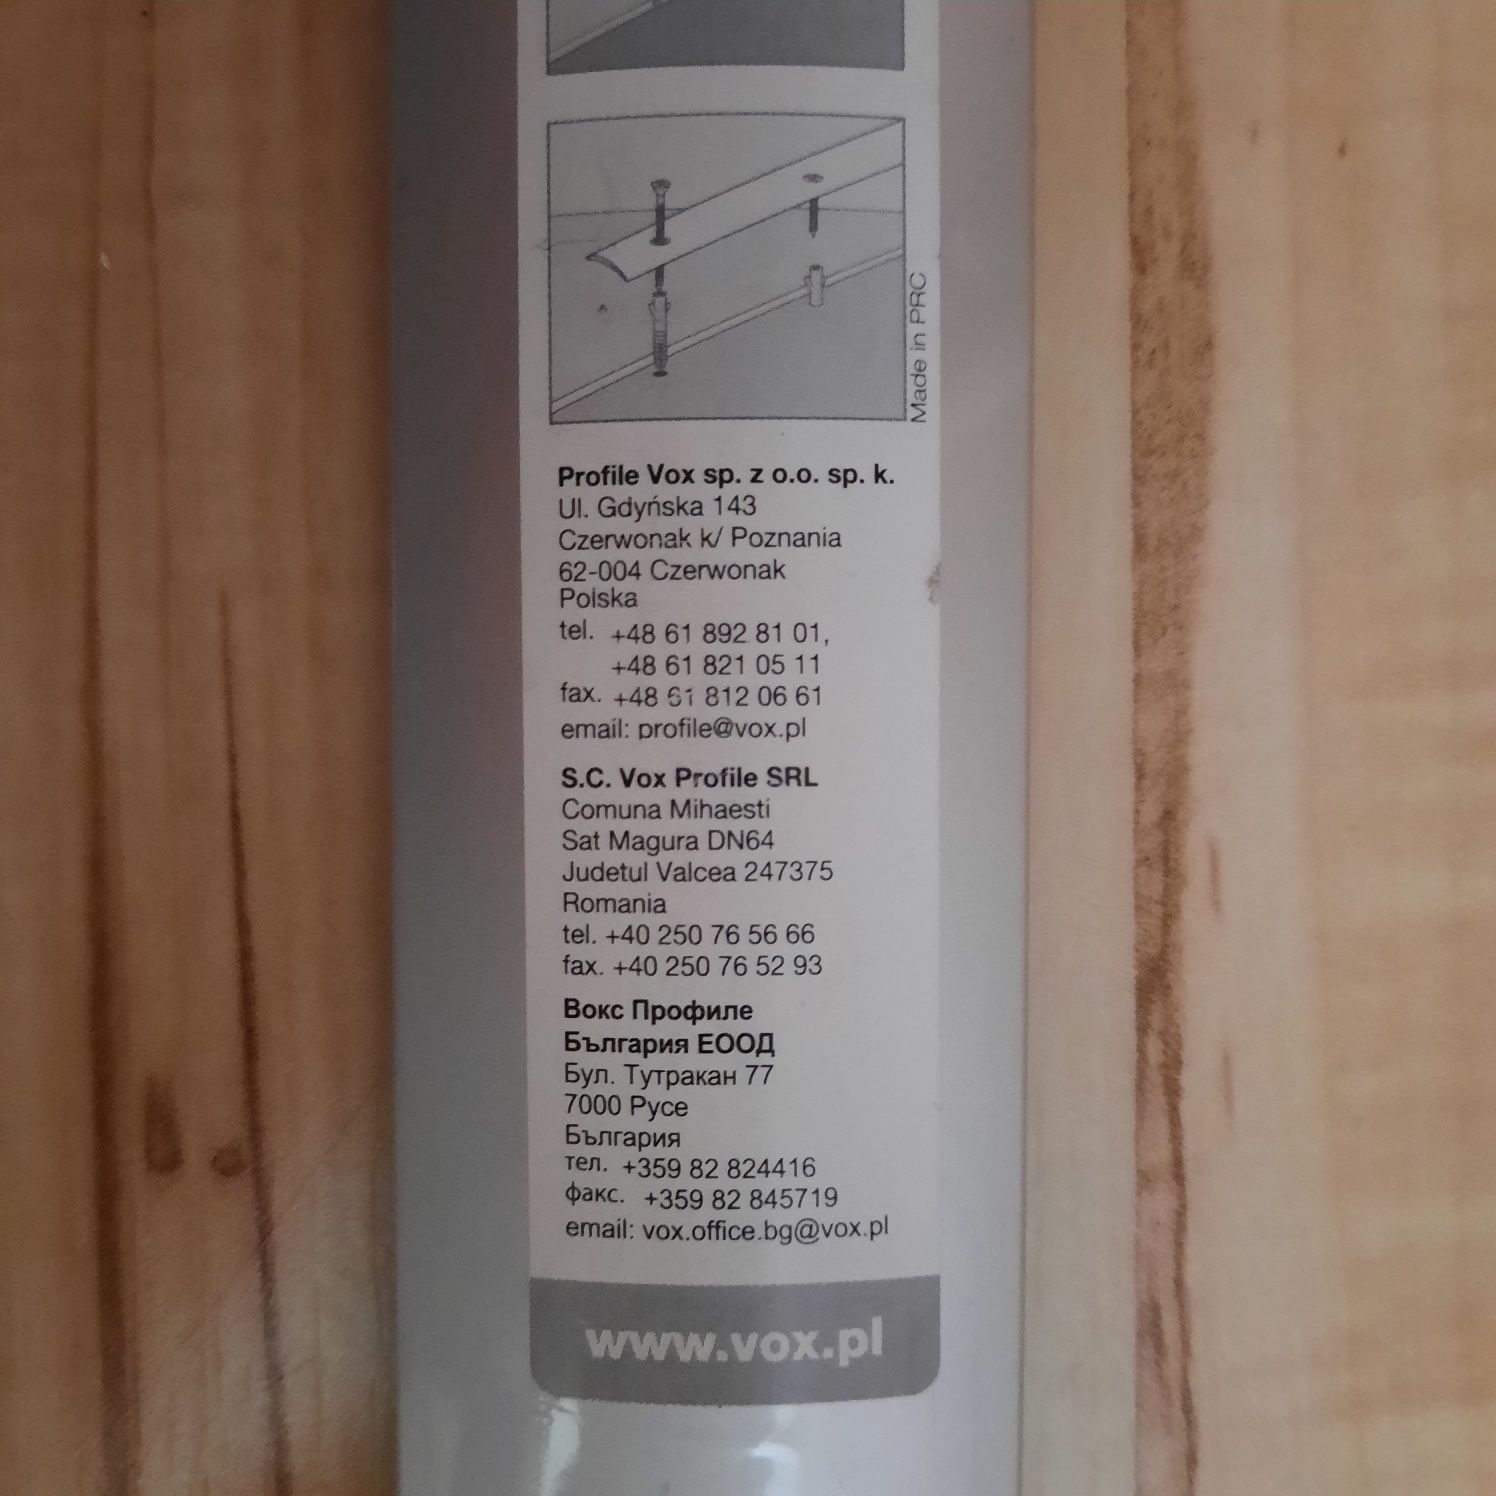 Made in PRC
Profile Vox sp. z o.o. sp. k.
Ul. Gdyńska 143
Czerwonak k/ Poznania
62-004 Czerwonak
Polska
tel. +48 61 892 81 01,
+48 61 821 05 11
fax. +48 61 812 06 61
email: profile@vox.pl
S.C. Vox Profile SRL
Comuna Mihaesti
Sat Magura DN64
Judetul Valcea 247375
Romania
tel. +40 250 76 56 66
fax. +40 250 76 52 93
Вокс Профиле
България ЕООД
Бул. Тутракан 77
7000 Русе
България
тел. +359 82 824416
факс. +359 82 845719
email: vox.office.bg@vox.pl
www.vox.pl